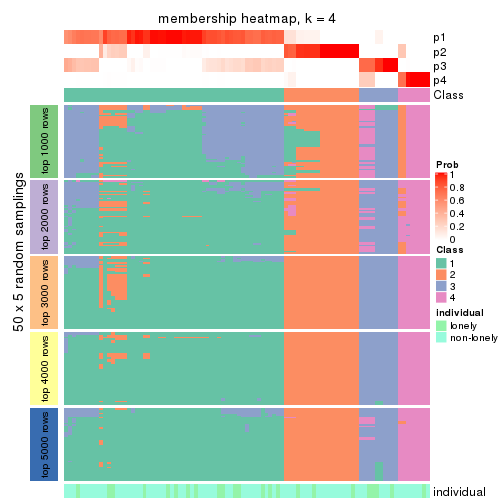 membership heatmap, k = 4
p1
p2
p3
p4
Class
50 x 5 random samplings
top 1000 rows
top 2000 rows
top 3000 rows
top 4000 rows
top 5000 rows
individual
Prob
1
0.8
0.6
0.4
0.2
0
Class
1
2
3
4
individual
lonely
non-lonely